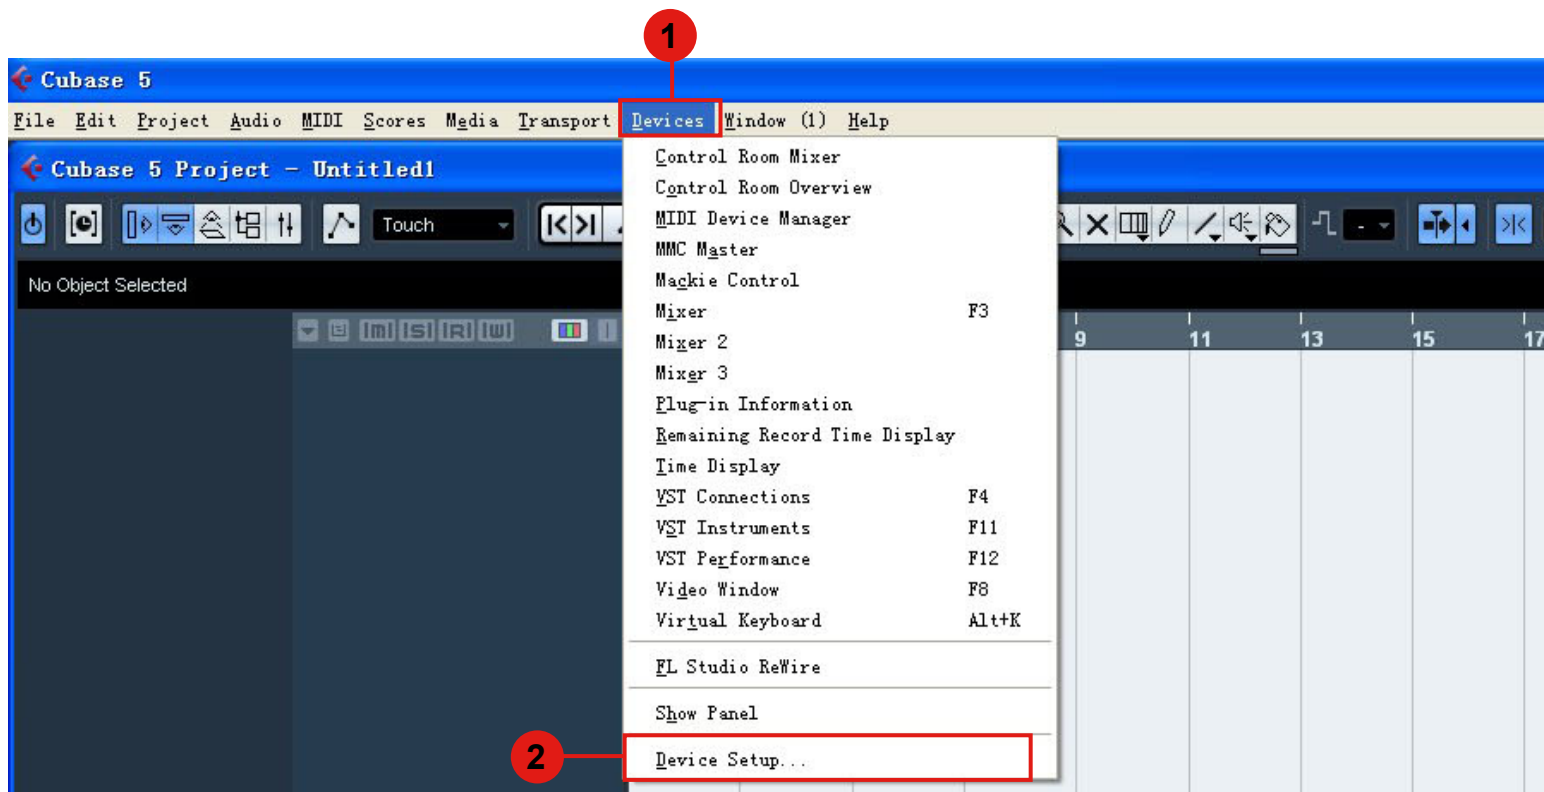 1
Cubase 5
File Edit Project Audio MIDI Scores Media Transport Devices Window (1) Help
Cubase 5 Project - Untitled1
Touch
No Object Selected
9 11 13 15 17
Control Room Mixer
Control Room Overview
MIDI Device Manager
MMC Master
Mackie Control
Mixer F3
Mixer 2
Mixer 3
Plug-in Information
Remaining Record Time Display
Time Display
VST Connections F4
VST Instruments F11
VST Performance F12
Video Window F8
Virtual Keyboard Alt+K
FL Studio ReWire
Show Panel
2
Device Setup...